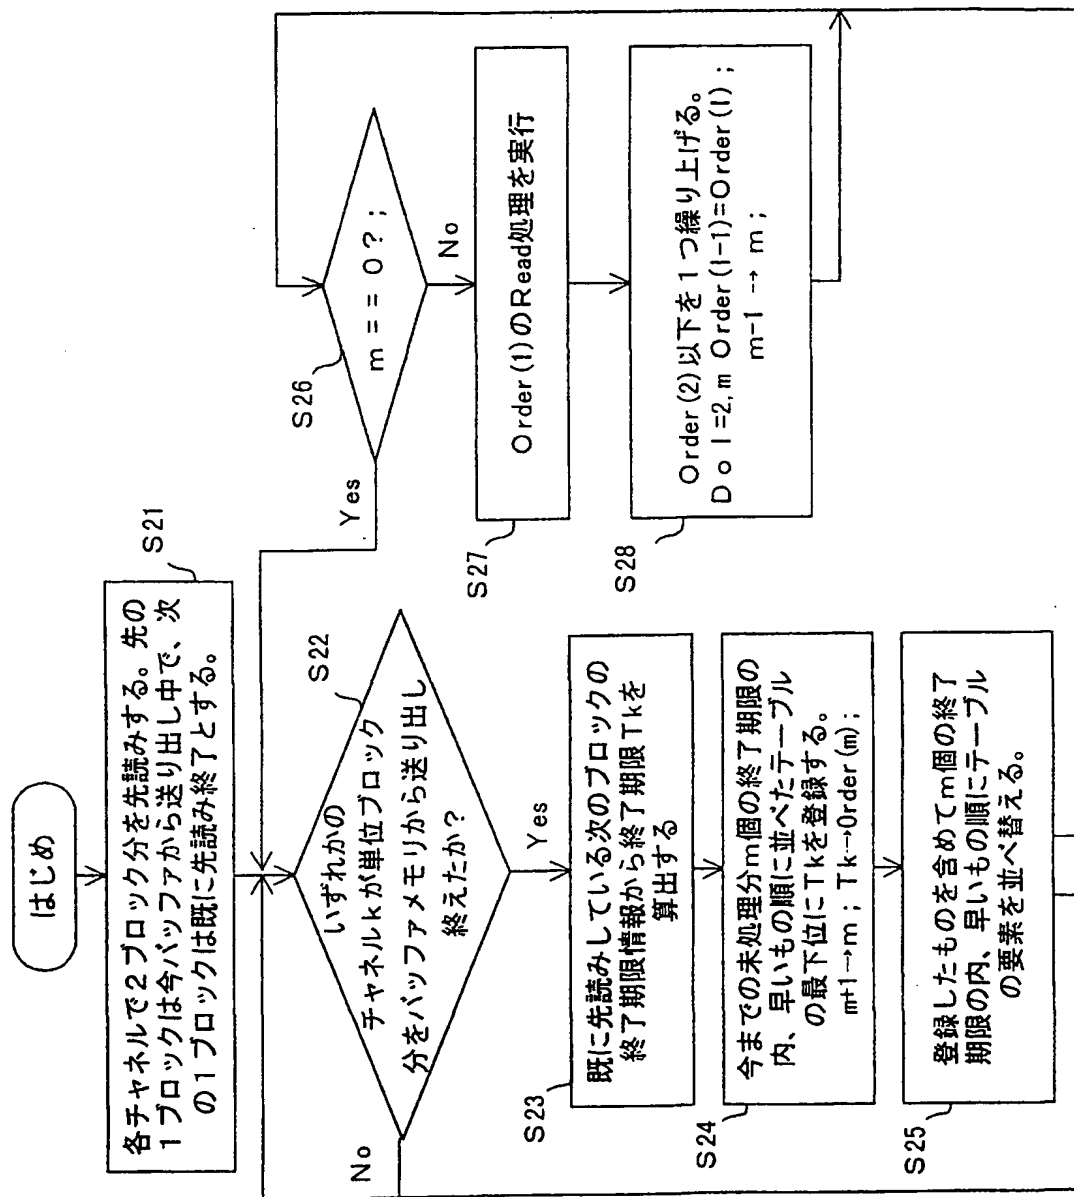 はじめ
各チャネルで2ブロック分を先読みする。先の
1ブロックは今バッファから送り出し中で、次
の1ブロックは既に先読み終了とする。
S21
いずれかの
チャネルkが単位ブロック
分をバッファメモリから送り出し
終えたか?
S22
No
Yes
既に先読みしている次のブロックの
終了期限情報から終了期限Tkを
算出する
S23
今までの未処理分m個の終了期限の
内、早いもの順に並べたテーブル
の最下位にTkを登録する。
m+1→m; Tk→Order(m);
S24
登録したものを含めてm個の終了
期限の内、早いもの順にテーブル
の要素を並べ替える。
S25
m==0?;
S26
Yes
No
Order(1)のRead処理を実行
S27
Order(2)以下を1つ繰り上げる。
Do I=2,m Order(I-1)=Order(I);
m-1→m;
S28